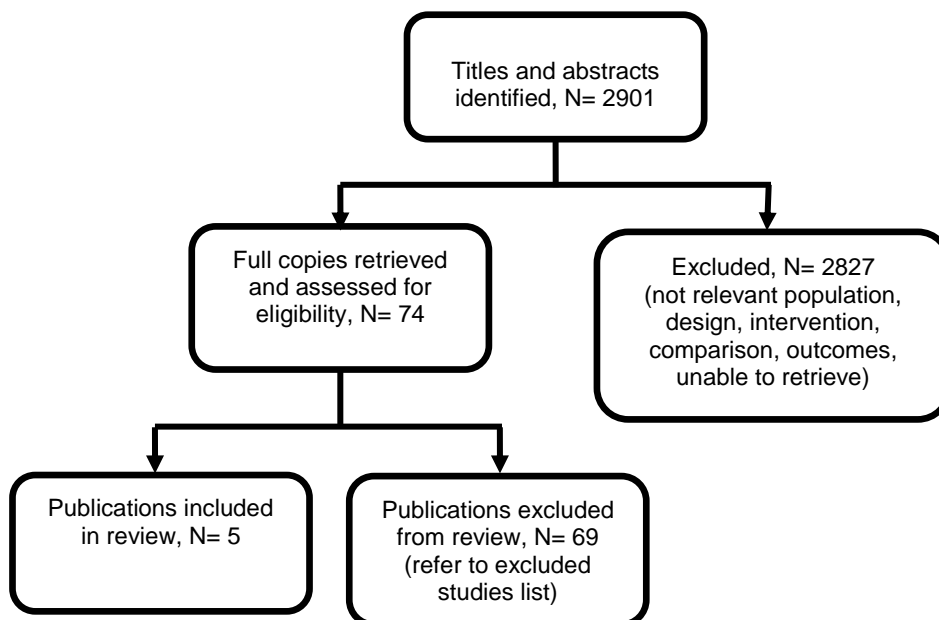 Titles and abstracts
identified, N= 2901
Full copies retrieved
and assessed for
eligibility, N= 74
Excluded, N= 2827
(not relevant population,
design, intervention,
comparison, outcomes,
unable to retrieve)
Publications included
in review, N= 5
Publications excluded
from review, N= 69
(refer to excluded
studies list)